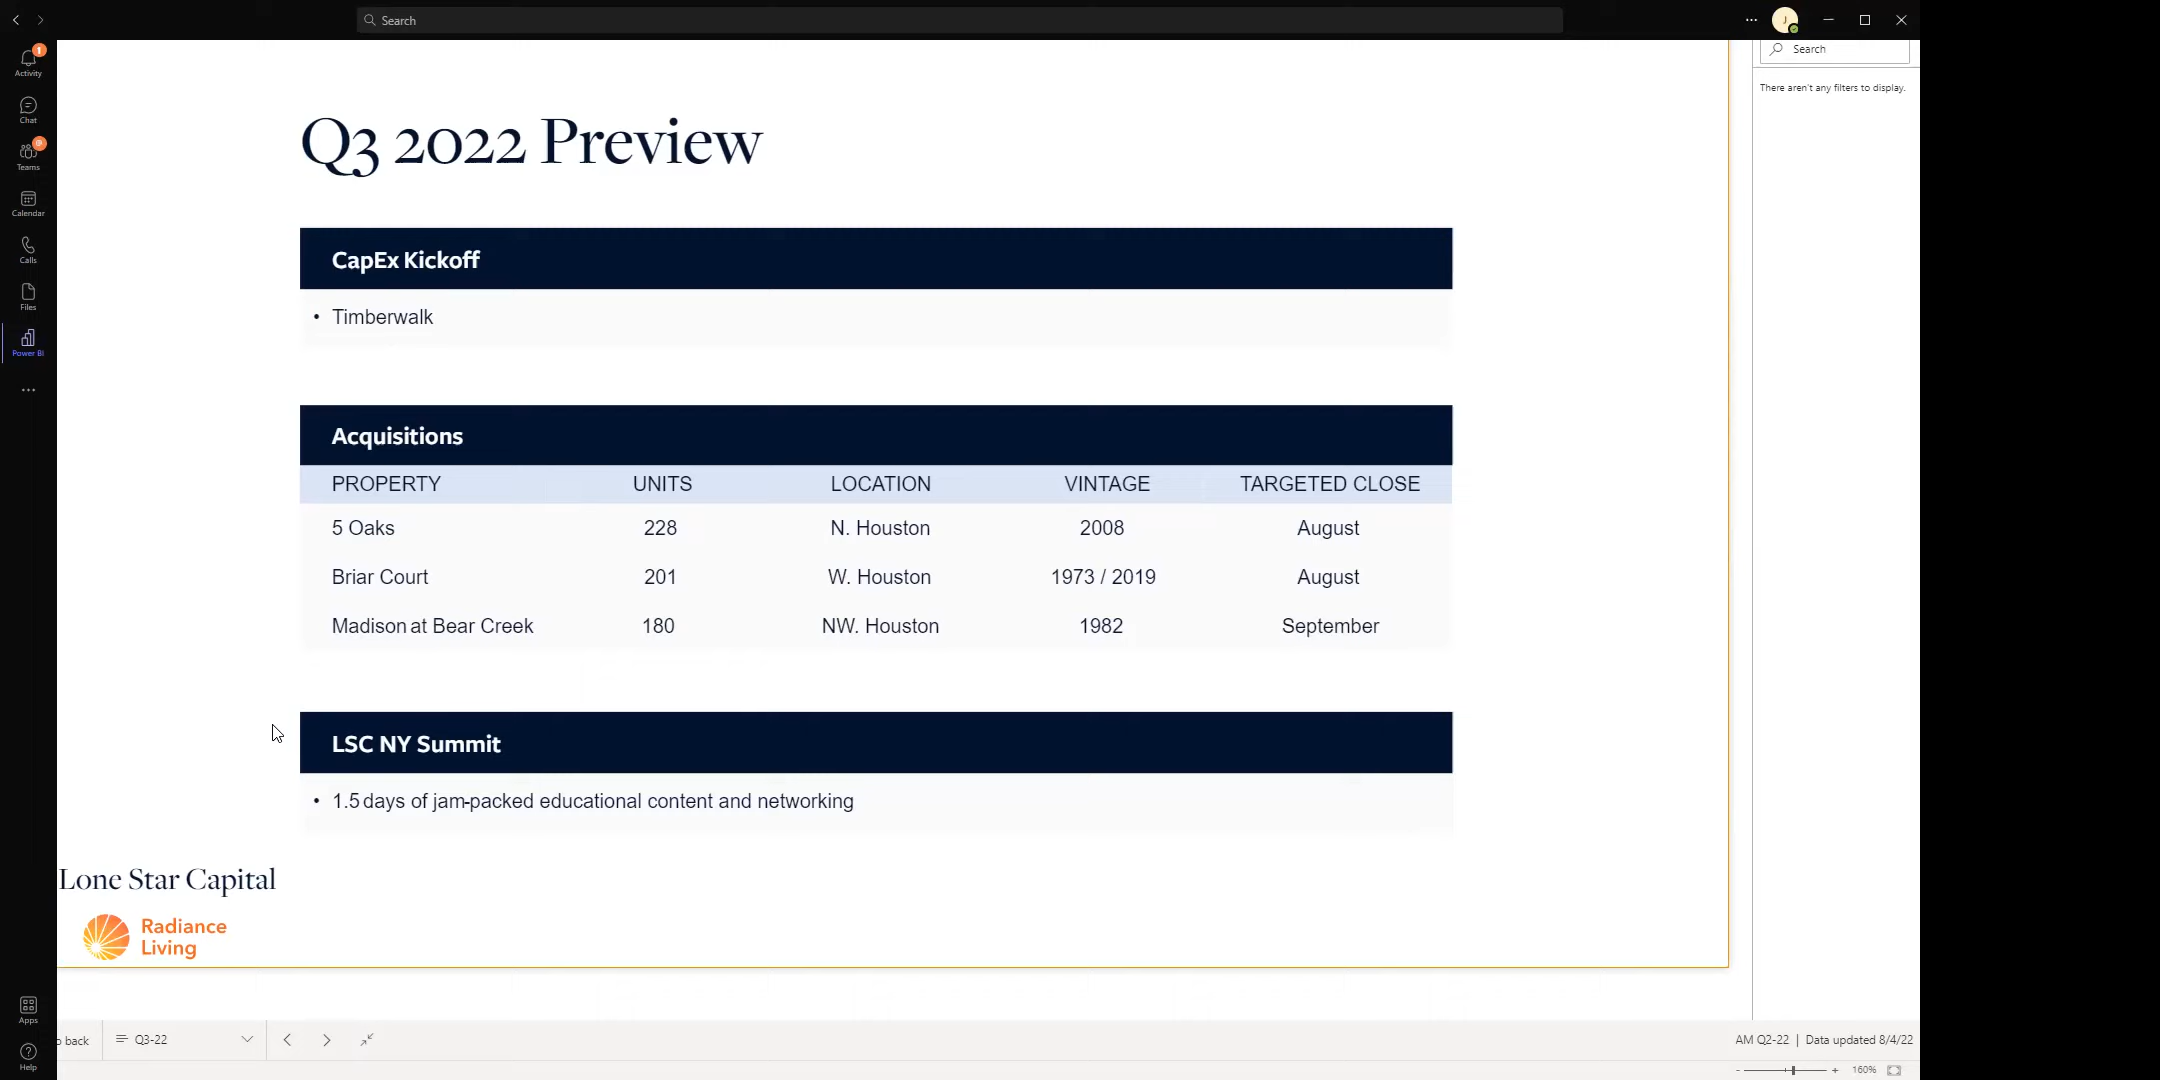 Search
J
1
Activity
Chat
@
Teams
Calendar
Calls
Files
Power BI
Apps
Help
Q3 2022 Preview
CapEx Kickoff
• Timberwalk
Acquisitions
PROPERTY UNITS LOCATION VINTAGE TARGETED CLOSE
5 Oaks 228 N. Houston 2008 August
Briar Court 201 W. Houston 1973 / 2019 August
Madison at Bear Creek 180 NW. Houston 1982 September
LSC NY Summit
• 1.5 days of jam-packed educational content and networking
Lone Star Capital
Radiance
Living
Search
There aren't any filters to display.
o back Q3-22
AM Q2-22 | Data updated 8/4/22
- + 160%